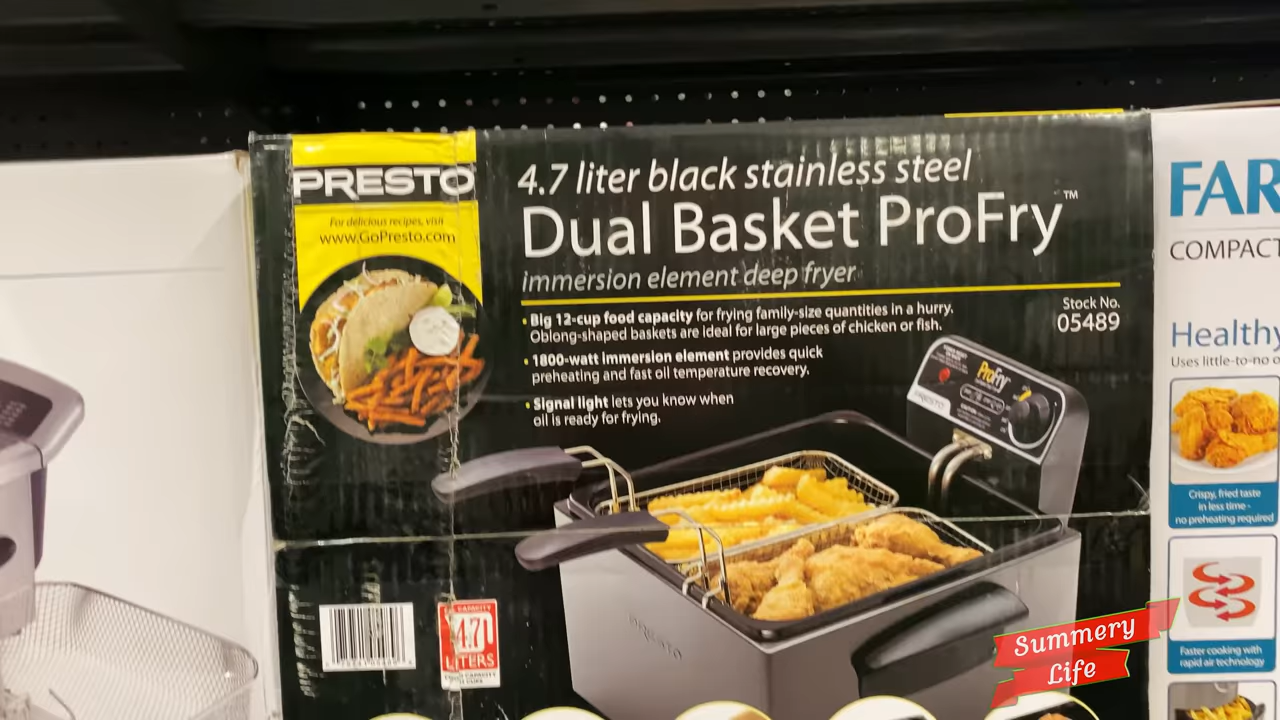 PRESTO
For delicious recipes, visit
www.GoPresto.com
4.7 liter black stainless steel
Dual Basket ProFry™
immersion element deep fryer
• Big 12-cup food capacity for frying family-size quantities in a hurry.
Oblong-shaped baskets are ideal for large pieces of chicken or fish.
• 1800-watt immersion element provides quick
preheating and fast oil temperature recovery.
• Signal light lets you know when
oil is ready for frying.
Stock No.
05489
ProFry
PRESTO
PRESTO
4.7
LITERS
FAR
COMPACT
Healthy
Uses little-to-no
Crispy, fried taste
in less time -
no preheating required
Faster cooking with
rapid air technology
Summery
Life